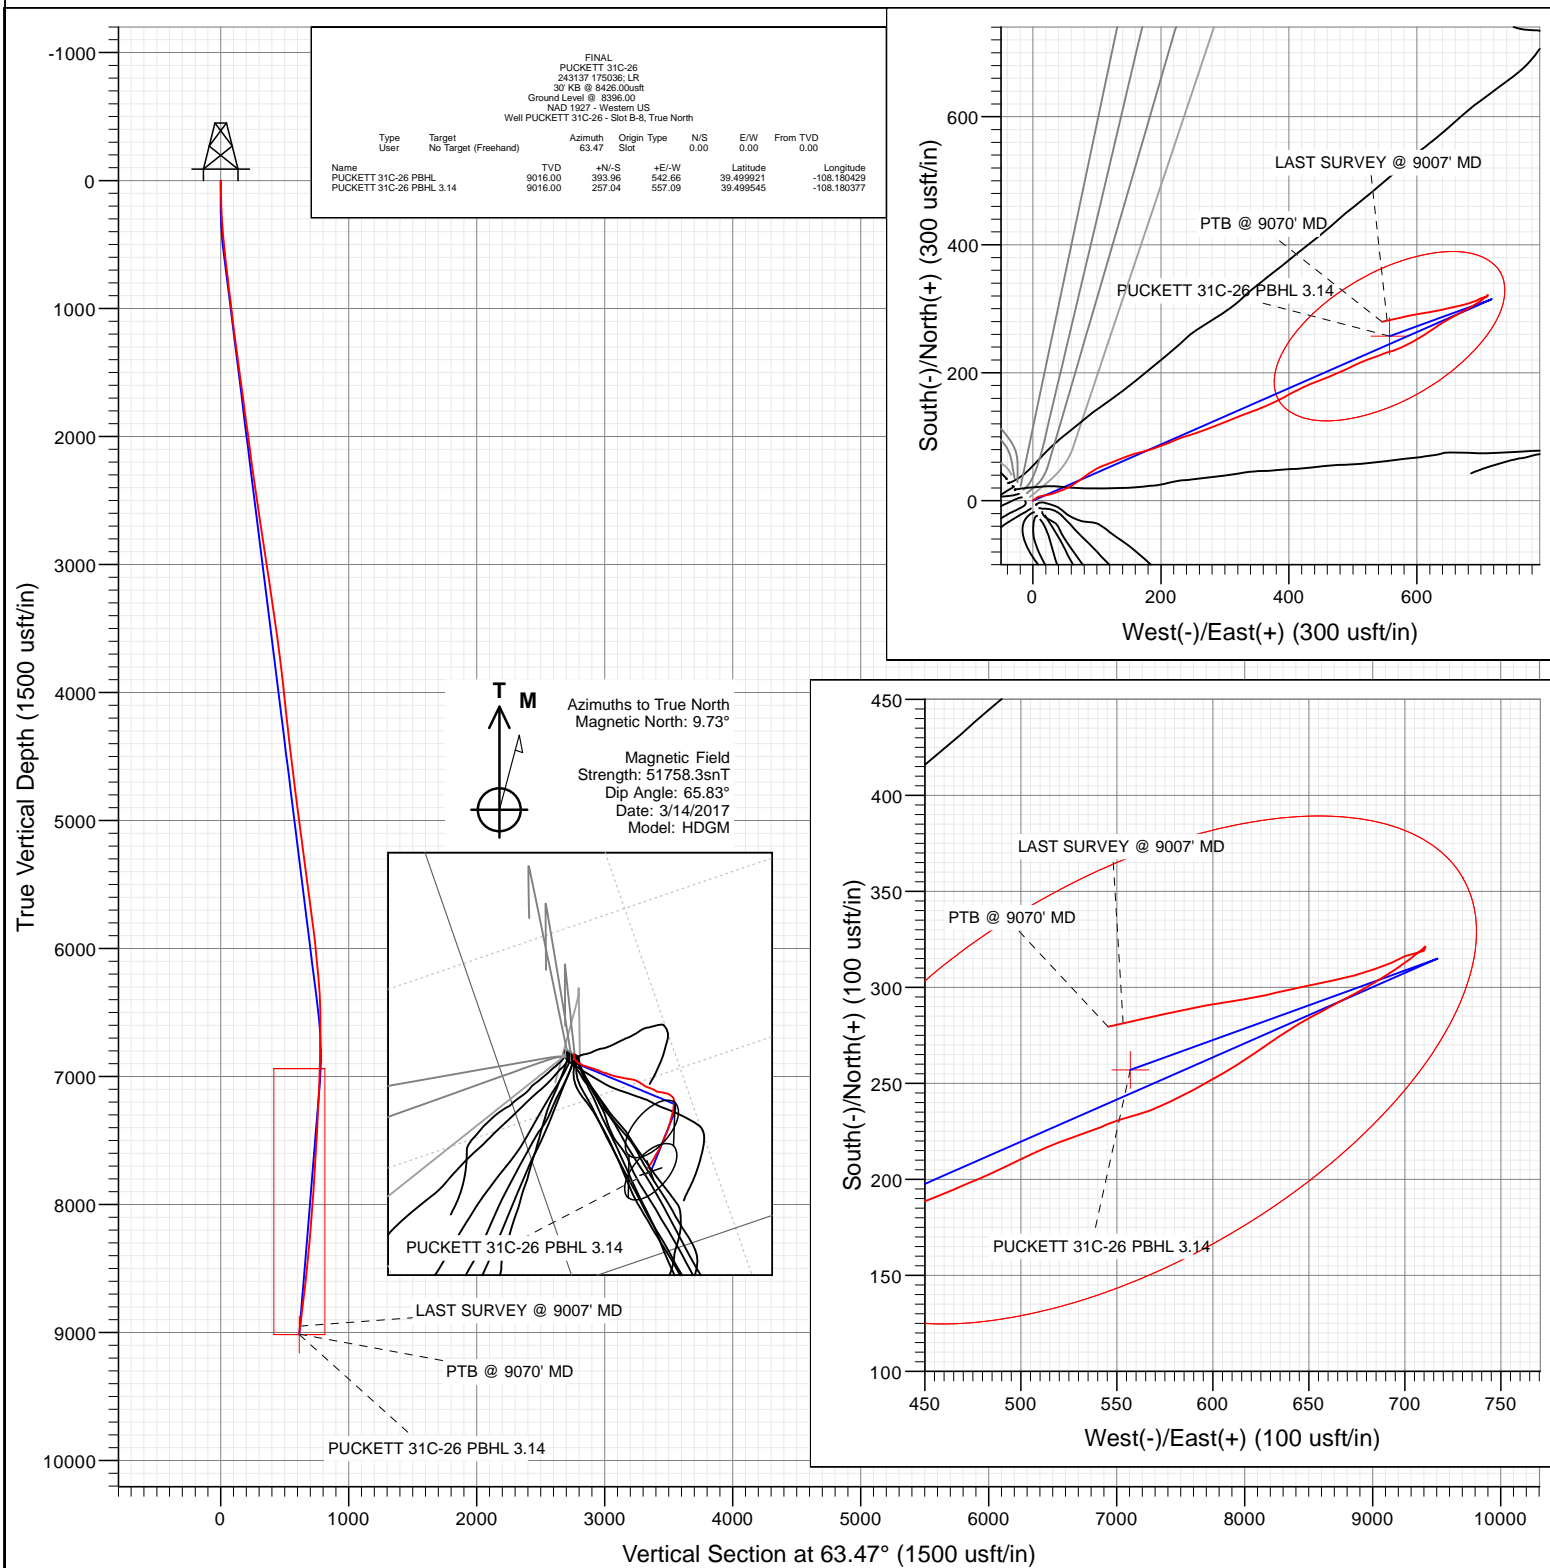 FINAL
PUCKETT 31C-26
243137 175036; LR
30' KB @ 8426.00usft
Ground Level @ 8396.00
NAD 1927 - Western US
Well PUCKETT 31C-26 - Slot B-8, True North
Type Target Azimuth Origin Type N/S E/W From TVD
User No Target (Freehand) 63.47 Slot 0.00 0.00 0.00
Name TVD +N/-S +E/-W Latitude Longitude
PUCKETT 31C-26 PBHL 9016.00 393.96 542.66 39.499921 -108.180429
PUCKETT 31C-26 PBHL 3.14 9016.00 257.04 557.09 39.499545 -108.180377
-1000
0
1000
2000
3000
4000
5000
6000
7000
8000
9000
10000
True Vertical Depth (1500 usft/in)
0 1000 2000 3000 4000 5000 6000 7000 8000 9000 10000
Vertical Section at 63.47° (1500 usft/in)
LAST SURVEY @ 9007' MD
PTB @ 9070' MD
PUCKETT 31C-26 PBHL 3.14
T
M
Azimuths to True North
Magnetic North: 9.73°
Magnetic Field
Strength: 51758.3snT
Dip Angle: 65.83°
Date: 3/14/2017
Model: HDGM
PUCKETT 31C-26 PBHL 3.14
600
400
200
0
South(-)/North(+) (300 usft/in)
LAST SURVEY @ 9007' MD
PTB @ 9070' MD
PUCKETT 31C-26 PBHL 3.14
0 200 400 600
West(-)/East(+) (300 usft/in)
450
400
350
300
250
200
150
100
South(-)/North(+) (100 usft/in)
LAST SURVEY @ 9007' MD
PTB @ 9070' MD
PUCKETT 31C-26 PBHL 3.14
450 500 550 600 650 700 750
West(-)/East(+) (100 usft/in)